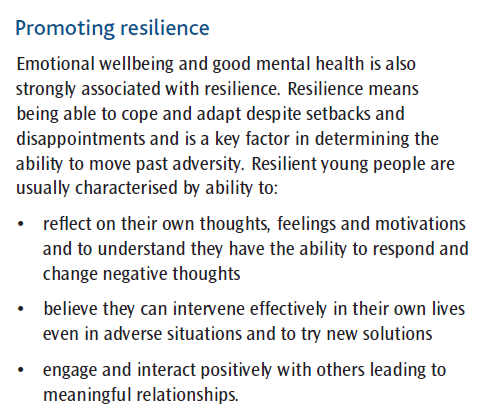 Promoting resilience
Emotional wellbeing and good mental health is also
strongly associated with resilience. Resilience means
being able to cope and adapt despite setbacks and
disappointments and is a key factor in determining the
ability to move past adversity. Resilient young people are
usually characterised by ability to:
• reflect on their own thoughts, feelings and motivations
and to understand they have the ability to respond and
change negative thoughts
• believe they can intervene effectively in their own lives
even in adverse situations and to try new solutions
• engage and interact positively with others leading to
meaningful relationships.